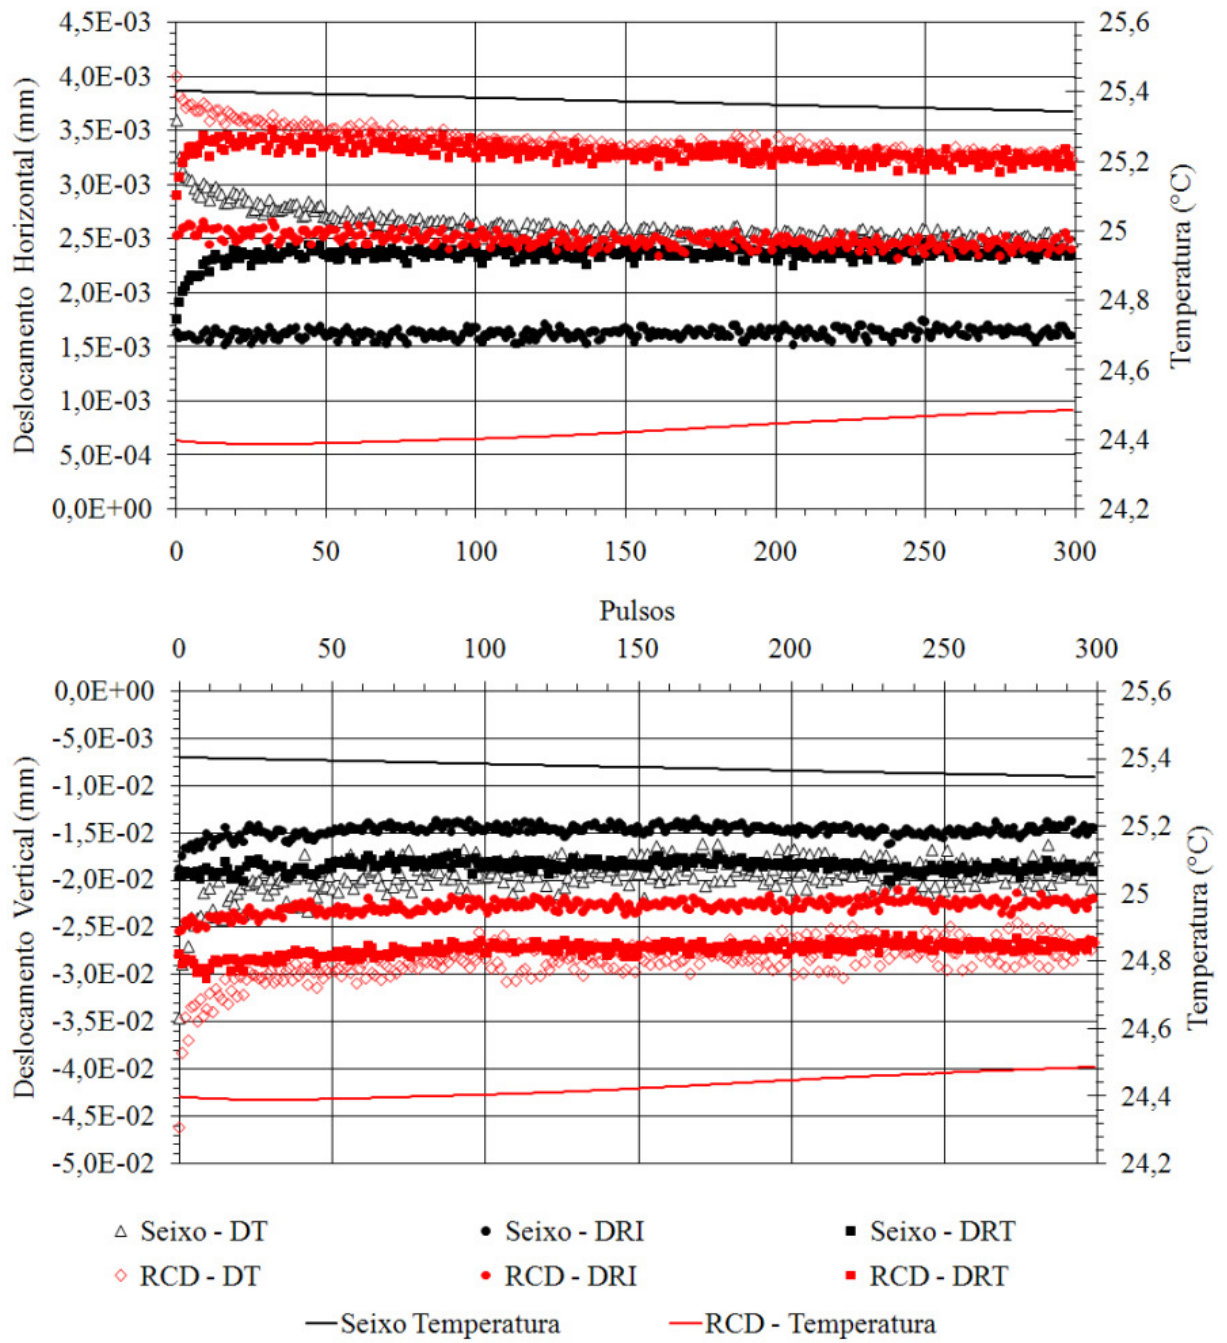 4,5E-03 25,6
4,0E-03 25,4
3,5E-03 25,2
3,0E-03 25
2,5E-03 24,8
2,0E-03 24,6
1,5E-03 24,4
1,0E-03 24,2
5,0E-04
0,0E+00
Deslocamento Horizontal (mm)
Temperatura (°C)
0 50 100 150 200 250 300
Pulsos
0 50 100 150 200 250 300
0,0E+00 25,6
-5,0E-03 25,4
-1,0E-02 25,2
-1,5E-02 25
-2,0E-02 24,8
-2,5E-02 24,6
-3,0E-02 24,4
-3,5E-02 24,2
-4,0E-02
-4,5E-02
-5,0E-02
Deslocamento Vertical (mm)
Temperatura (°C)
Seixo - DT Seixo - DRI Seixo - DRT
RCD - DT RCD - DRI RCD - DRT
Seixo Temperatura RCD - Temperatura